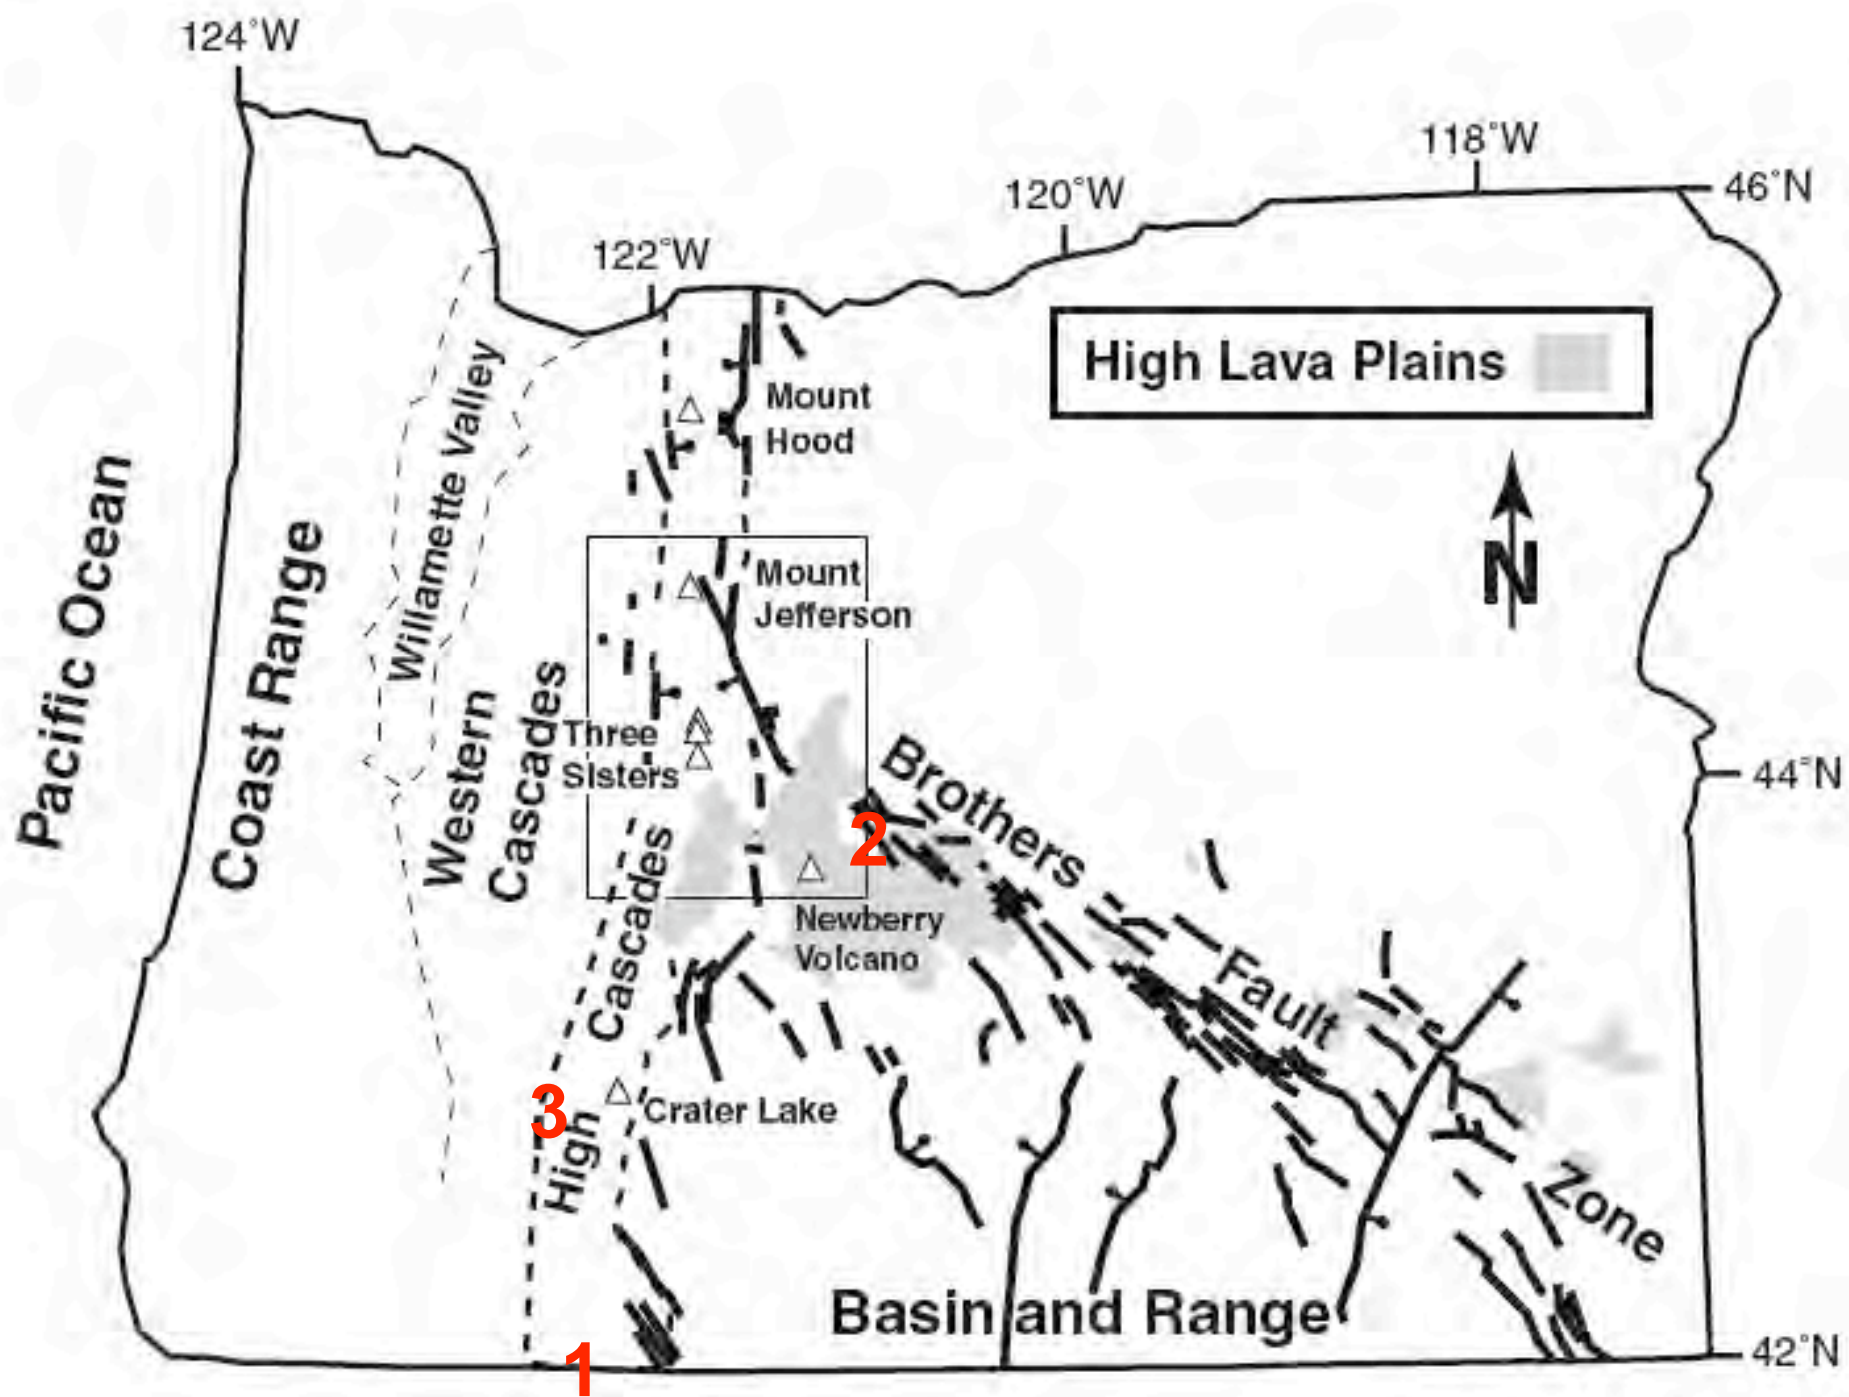 124°W
118°W
46°N
120°W
122°W
High Lava Plains
Mount
Hood
Willamette Valley
N
Pacific Ocean
Coast Range
Mount
Jefferson
Western
Cascades
Three
Sisters
Brothers
Fault
Zone
44°N
2
Newberry
Volcano
High
Cascades
3
Crater Lake
Basin and Range
1
42°N